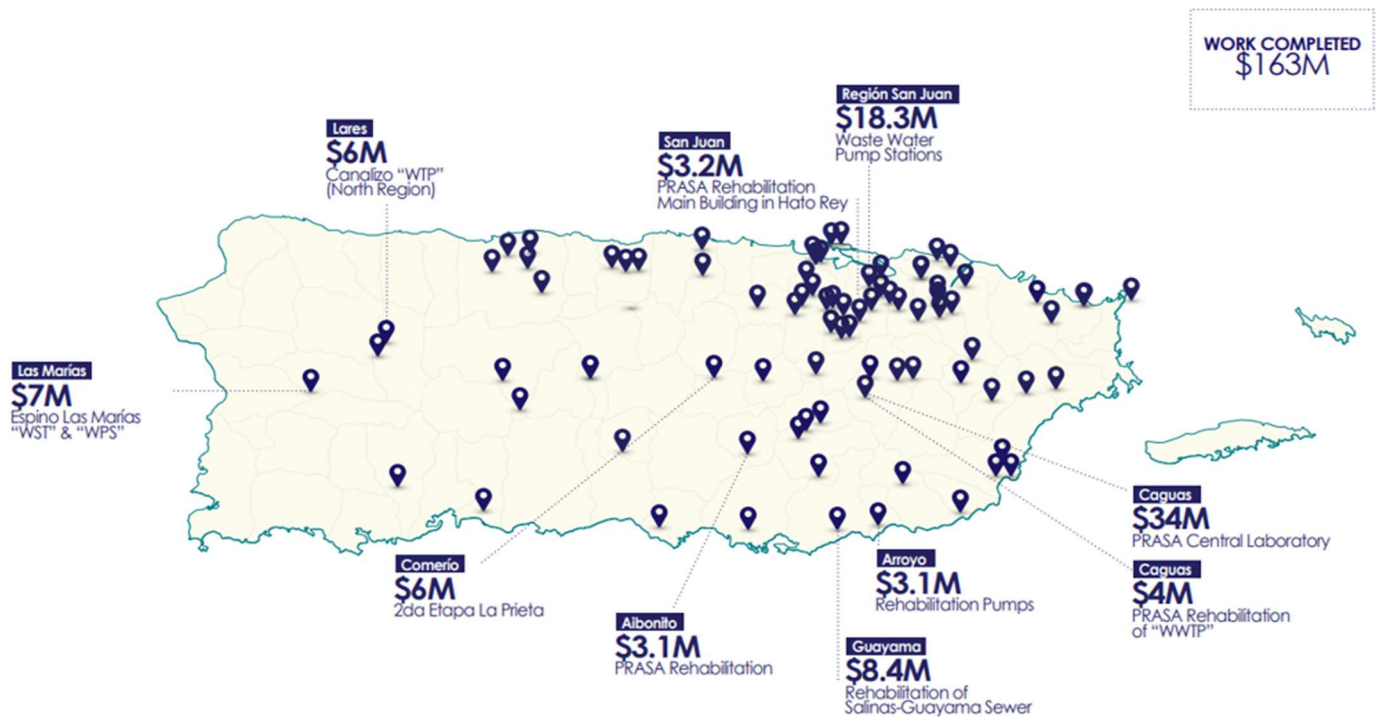 WORK COMPLETED
$163M
Región San Juan
$18.3M
Waste Water
Pump Stations
Lares
$6M
Canalizo “WTP”
(North Region)
San Juan
$3.2M
PRASA Rehabilitation
Main Building in Hato Rey
Las Marías
$7M
Espino Las Marías
“WST” & “WPS”
Caguas
$34M
PRASA Central Laboratory
Comerío
$6M
2da Etapa La Prieta
Arroyo
$3.1M
Rehabilitation Pumps
Caguas
$4M
PRASA Rehabilitation
of “WWTP”
Aibonito
$3.1M
PRASA Rehabilitation
Guayama
$8.4M
Rehabilitation of
Salinas-Guayama Sewer